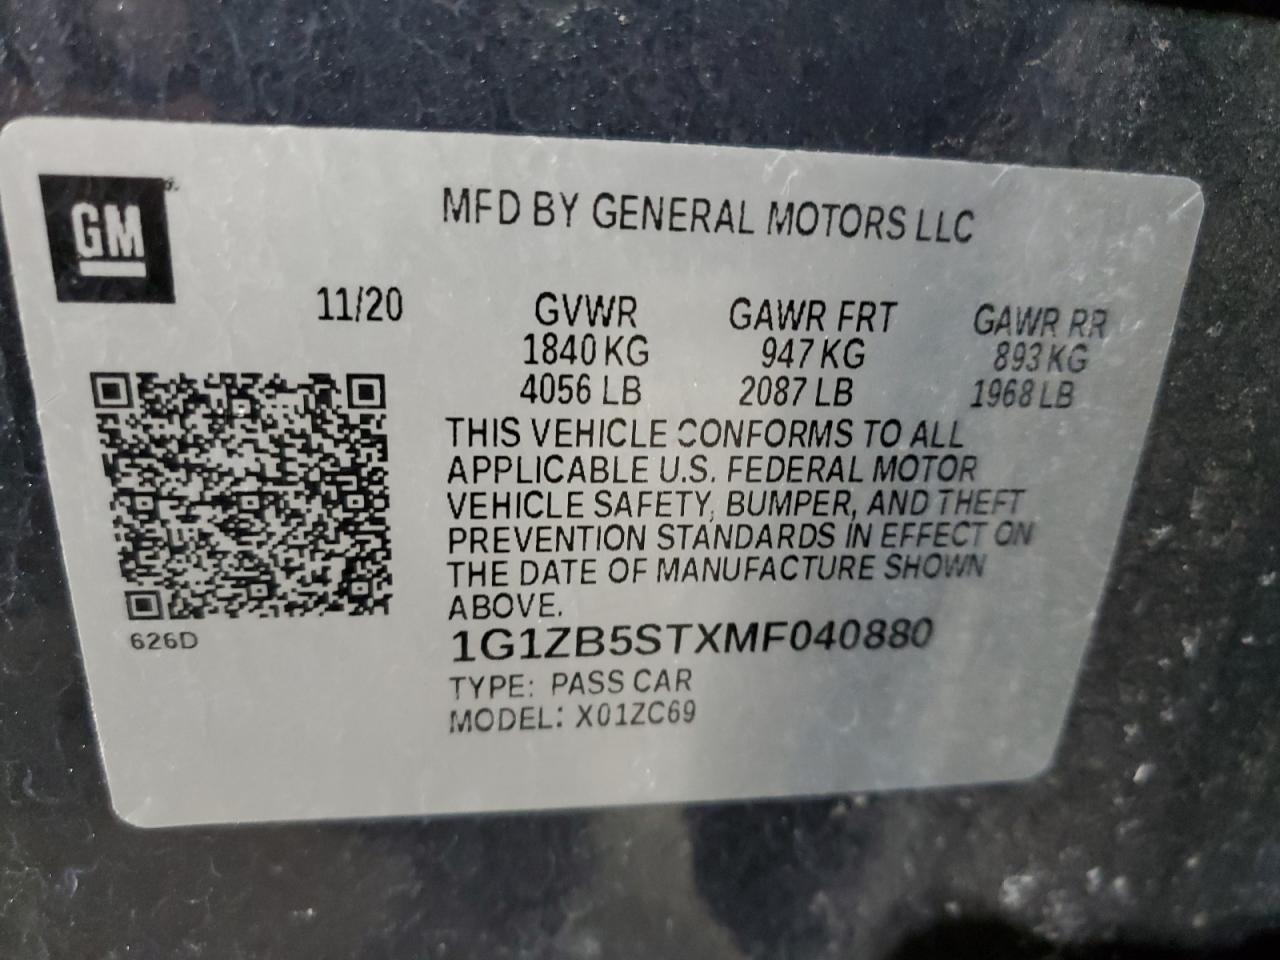 GM
MFD BY GENERAL MOTORS LLC
11/20
GVWR GAWR FRT GAWR RR
1840 KG 947 KG 893 KG
4056 LB 2087 LB 1968 LB
THIS VEHICLE CONFORMS TO ALL
APPLICABLE U.S. FEDERAL MOTOR
VEHICLE SAFETY, BUMPER, AND THEFT
PREVENTION STANDARDS IN EFFECT ON
THE DATE OF MANUFACTURE SHOWN
ABOVE.
626D
1G1ZB5STXMF040880
TYPE: PASS CAR
MODEL: X01ZC69